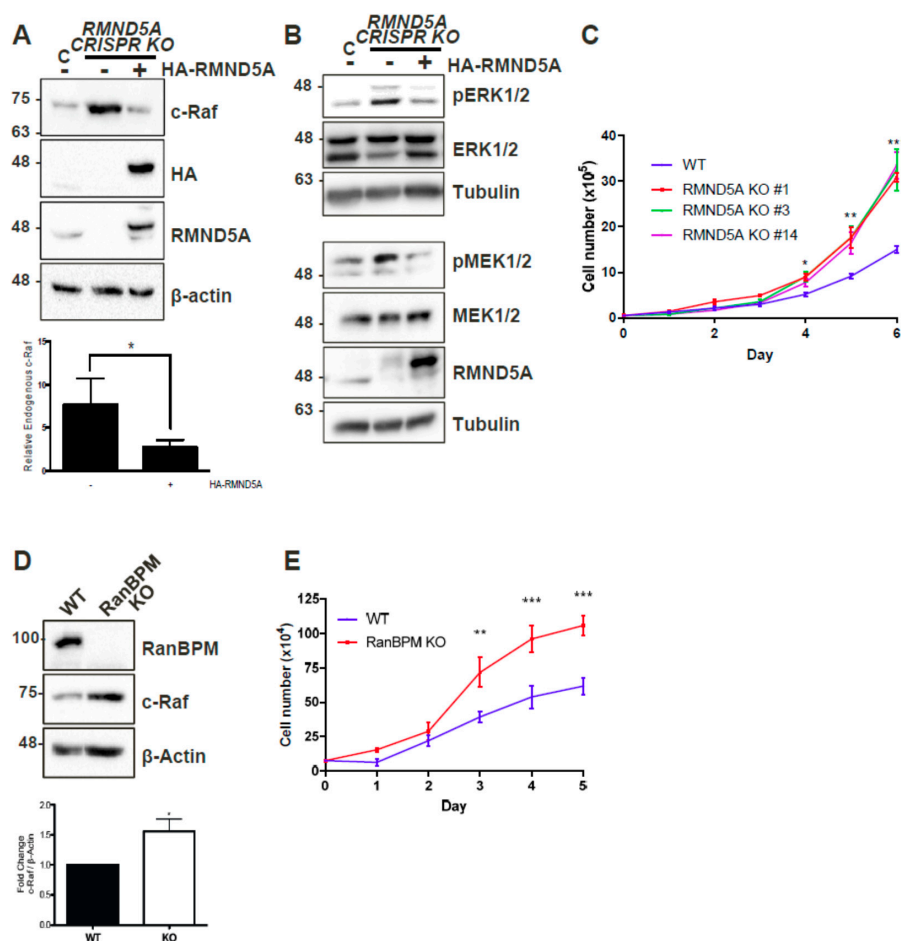 A
RMND5A
CRISPR KO
C
- - + HA-RMND5A
75
63
c-Raf
48
HA
48
RMND5A
48
β-actin
*
Relative Endogenous c-Raf
15
10
5
0
- + HA-RMND5A
B
RMND5A
CRISPR KO
C
- - + HA-RMND5A
48
pERK1/2
48
ERK1/2
63
Tubulin
48
pMEK1/2
48
MEK1/2
48
RMND5A
63
Tubulin
C
Cell number (x10⁵)
40
30
20
10
0
WT
RMND5A KO #1
RMND5A KO #3
RMND5A KO #14
* ** **
0 2 4 6
Day
D
WT RanBPM
KO
100
RanBPM
75
c-Raf
48
β-Actin
Fold Change
c-Raf / β-Actin
2.0
1.5
1.0
0.5
0.0
*
WT KO
E
Cell number (x10⁴)
125
100
75
50
25
0
WT
RanBPM KO
** *** ***
0 1 2 3 4 5
Day